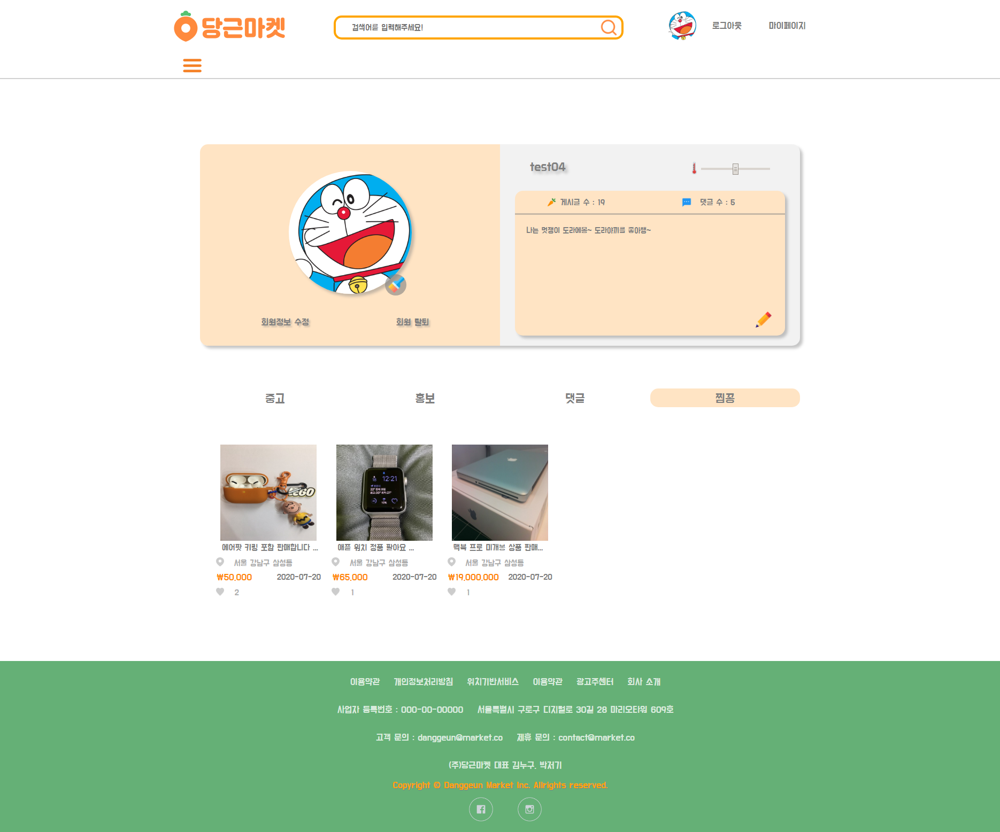 당근마켓
검색어를 입력해주세요!
로그아웃 마이페이지
test04
게시글 수 : 19 댓글 수 : 5
나는 멋쟁이 도라에몽~ 도라야끼를 좋아행~
회원정보 수정 회원 탈퇴
중고 홍보 댓글 찜꽁
LEGO
18 12:21
10%
에어팟 키링 포함 판매합니다 ...
서울 강남구 삼성동
₩50,000 2020-07-20
2
애플 워치 정품 팔아요 ...
서울 강남구 삼성동
₩65,000 2020-07-20
1
맥북 프로 미개봉 상품 판매...
서울 강남구 삼성동
₩19,000,000 2020-07-20
1
이용약관 개인정보처리방침 위치기반서비스 이용약관 광고주센터 회사 소개
사업자 등록번호 : 000-00-00000 서울특별시 구로구 디지털로 30길 28 마리오타워 609호
고객 문의 : danggeun@market.co 제휴 문의 : contact@market.co
(주)당근마켓 대표 김누구, 박저기
Copyright © Danggeun Market Inc. Allrights reserved.